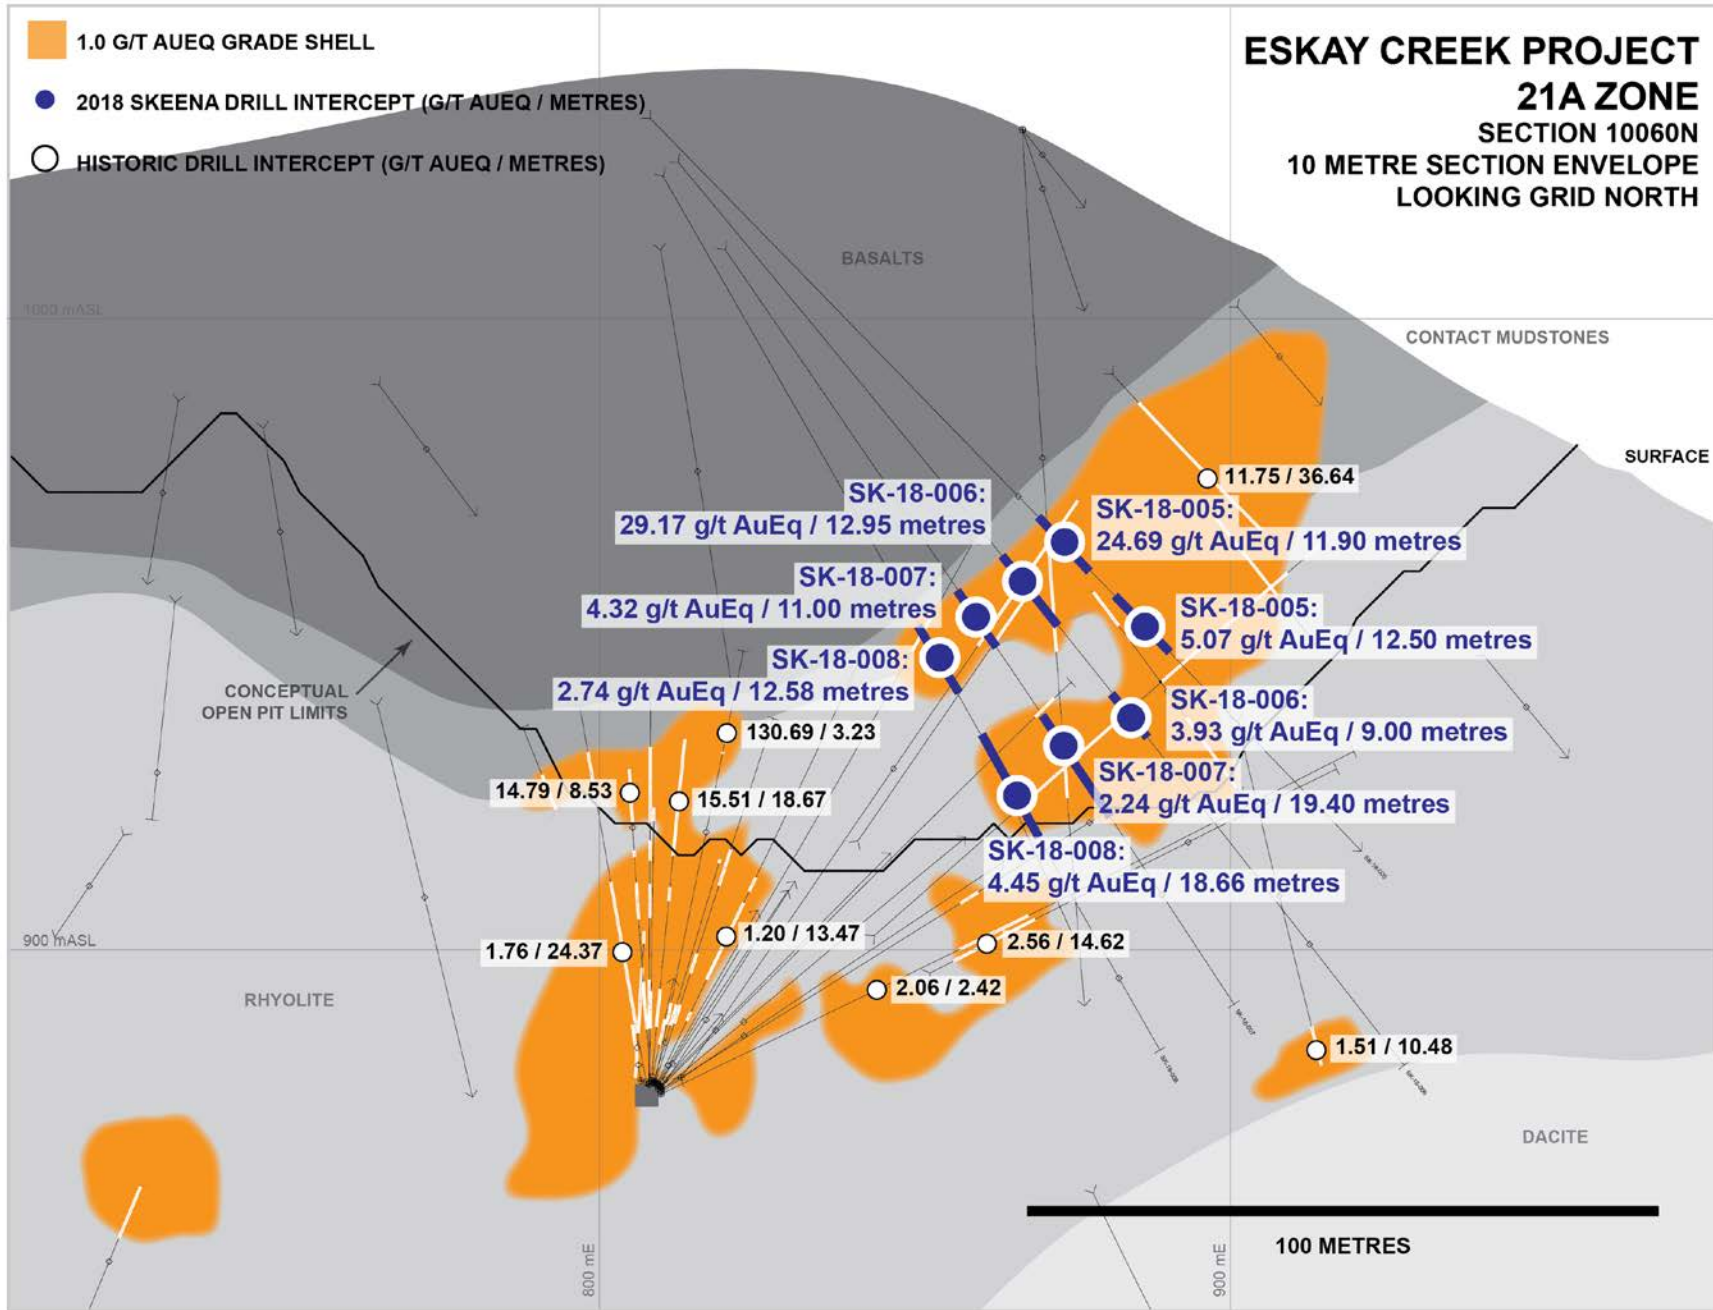 1.0 G/T AUEQ GRADE SHELL
2018 SKEENA DRILL INTERCEPT (G/T AUEQ / METRES)
HISTORIC DRILL INTERCEPT (G/T AUEQ / METRES)
ESKAY CREEK PROJECT
21A ZONE
SECTION 10060N
10 METRE SECTION ENVELOPE
LOOKING GRID NORTH
BASALTS
1000 mASL
CONTACT MUDSTONES
SURFACE
11.75 / 36.64
SK-18-006:
29.17 g/t AuEq / 12.95 metres
SK-18-005:
24.69 g/t AuEq / 11.90 metres
SK-18-007:
4.32 g/t AuEq / 11.00 metres
SK-18-005:
5.07 g/t AuEq / 12.50 metres
SK-18-008:
2.74 g/t AuEq / 12.58 metres
CONCEPTUAL
OPEN PIT LIMITS
SK-18-006:
3.93 g/t AuEq / 9.00 metres
130.69 / 3.23
14.79 / 8.53
15.51 / 18.67
SK-18-007:
2.24 g/t AuEq / 19.40 metres
SK-18-008:
4.45 g/t AuEq / 18.66 metres
900 mASL
1.76 / 24.37
1.20 / 13.47
2.56 / 14.62
2.06 / 2.42
RHYOLITE
1.51 / 10.48
DACITE
800 mE
900 mE
100 METRES